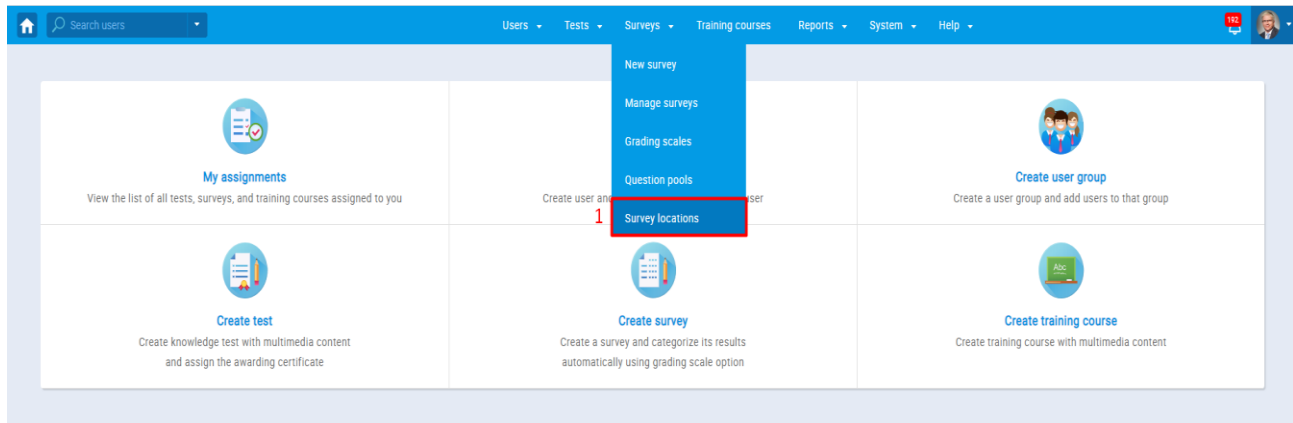 Search users
Users Tests Surveys Training courses Reports System Help
192
New survey
Manage surveys
Grading scales
Question pools
1 Survey locations
My assignments
View the list of all tests, surveys, and training courses assigned to you
Create user and
Create user group
Create a user group and add users to that group
Create test
Create knowledge test with multimedia content
and assign the awarding certificate
Create survey
Create a survey and categorize its results
automatically using grading scale option
Abc
Create training course
Create training course with multimedia content